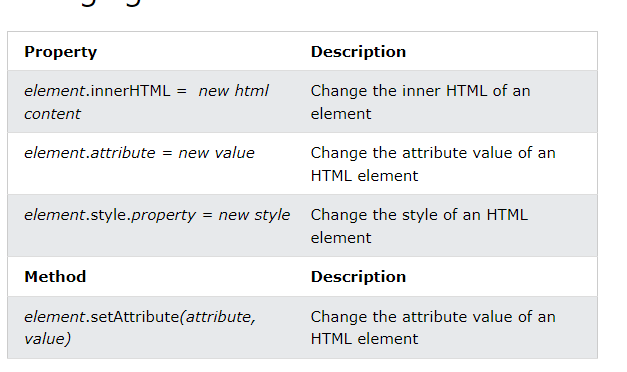 Property Description
element.innerHTML =  new html Change the inner HTML of an
content element
element.attribute = new value Change the attribute value of an
HTML element
element.style.property = new style Change the style of an HTML
element
Method Description
element.setAttribute(attribute, Change the attribute value of an
value) HTML element